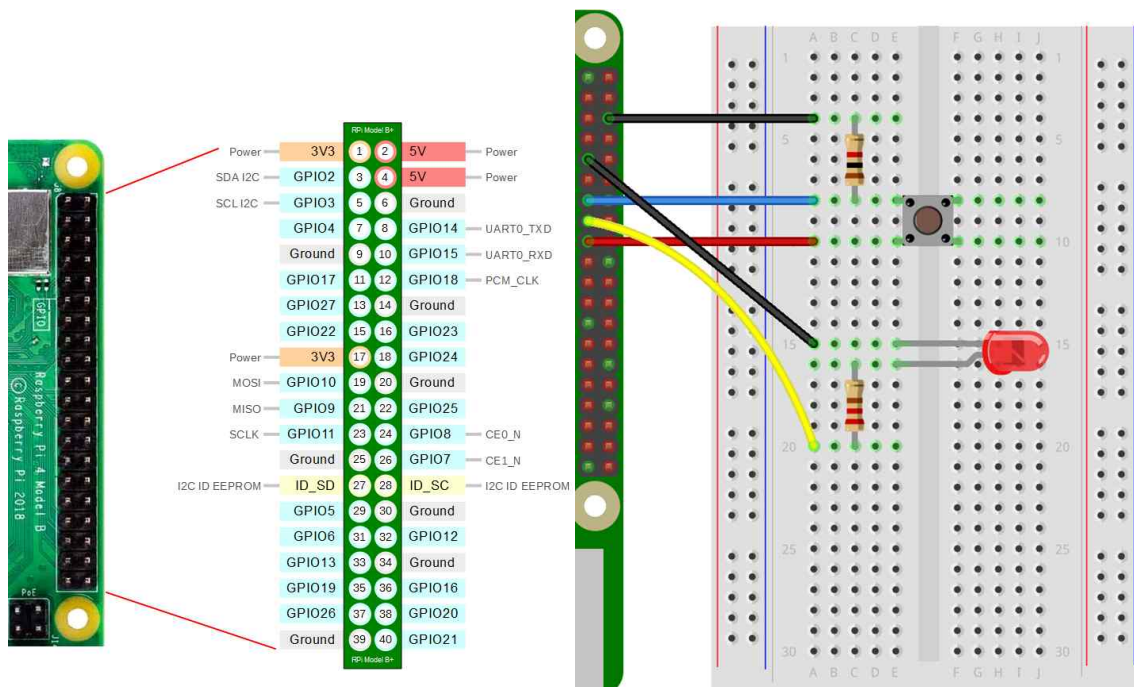 RPi Model B+
Power 3V3 1 2 5V Power
SDA I2C GPIO2 3 4 5V Power
SCL I2C GPIO3 5 6 Ground
GPIO4 7 8 GPIO14 UART0_TXD
Ground 9 10 GPIO15 UART0_RXD
GPIO17 11 12 GPIO18 PCM_CLK
GPIO27 13 14 Ground
GPIO22 15 16 GPIO23
Power 3V3 17 18 GPIO24
MOSI GPIO10 19 20 Ground
MISO GPIO9 21 22 GPIO25
SCLK GPIO11 23 24 GPIO8 CE0_N
Ground 25 26 GPIO7 CE1_N
I2C ID EEPROM ID_SD 27 28 ID_SC I2C ID EEPROM
GPIO5 29 30 Ground
GPIO6 31 32 GPIO12
GPIO13 33 34 Ground
GPIO19 35 36 GPIO16
GPIO26 37 38 GPIO20
Ground 39 40 GPIO21
RPi Model B+
GPIO
Raspberry Pi 4 Model B
© Raspberry Pi 2018
PoE
A B C D E F G H I J
1 1
5 5
10
15 15
20 20
25 25
30 30
A B C D E F G H I J